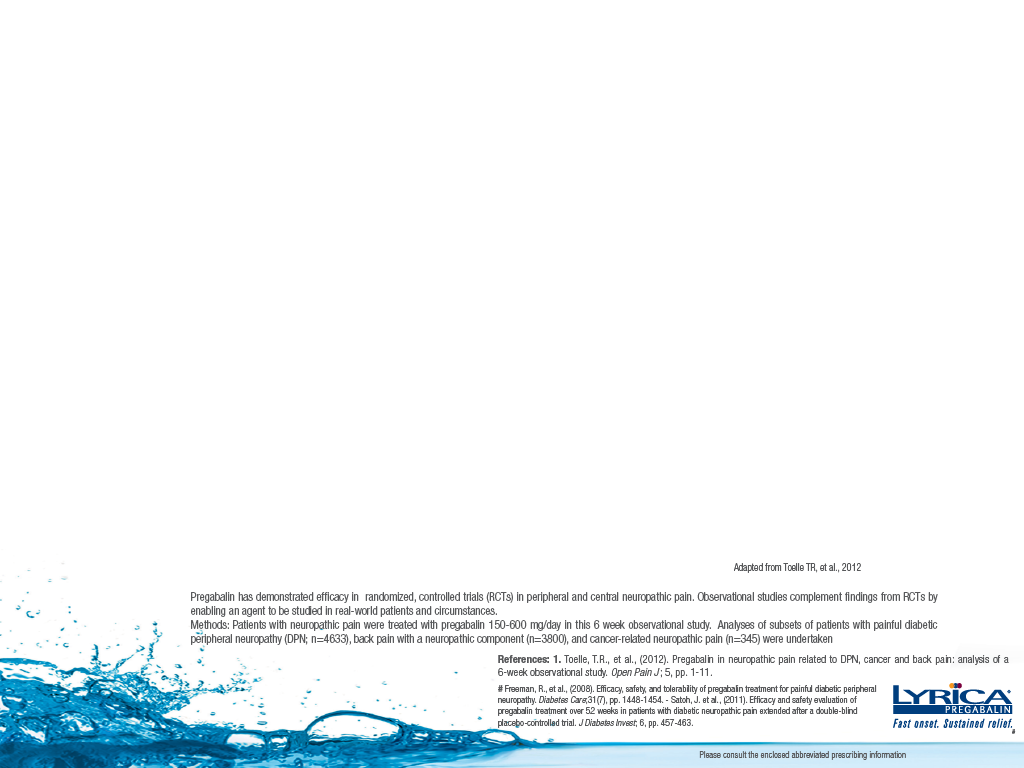 Adapted from Toelle TR, et al., 2012
Pregabalin has demonstrated efficacy in  randomized, controlled trials (RCTs) in peripheral and central neuropathic pain. Observational studies complement findings from RCTs by
enabling an agent to be studied in real-world patients and circumstances.
Methods: Patients with neuropathic pain were treated with pregabalin 150-600 mg/day in this 6 week observational study.  Analyses of subsets of patients with painful diabetic
peripheral neuropathy (DPN; n=4633), back pain with a neuropathic component (n=3800), and cancer-related neuropathic pain (n=345) were undertaken
References: 1. Toelle, T.R., et al., (2012). Pregabalin in neuropathic pain related to DPN, cancer and back pain: analysis of a
6-week observational study. Open Pain J ; 5, pp. 1-11.
# Freeman, R., et al., (2008). Efficacy, safety, and tolerability of pregabalin treatment for painful diabetic peripheral
neuropathy. Diabetes Care;31(7), pp. 1448-1454. - Satoh, J. et al., (2011). Efficacy and safety evaluation of
pregabalin treatment over 52 weeks in patients with diabetic neuropathic pain extended after a double-blind
placebo-controlled trial. J Diabetes Invest; 6, pp. 457-463.
LYRICA®
PREGABALIN
Fast onset. Sustained relief.
#
Please consult the enclosed abbreviated prescribing information